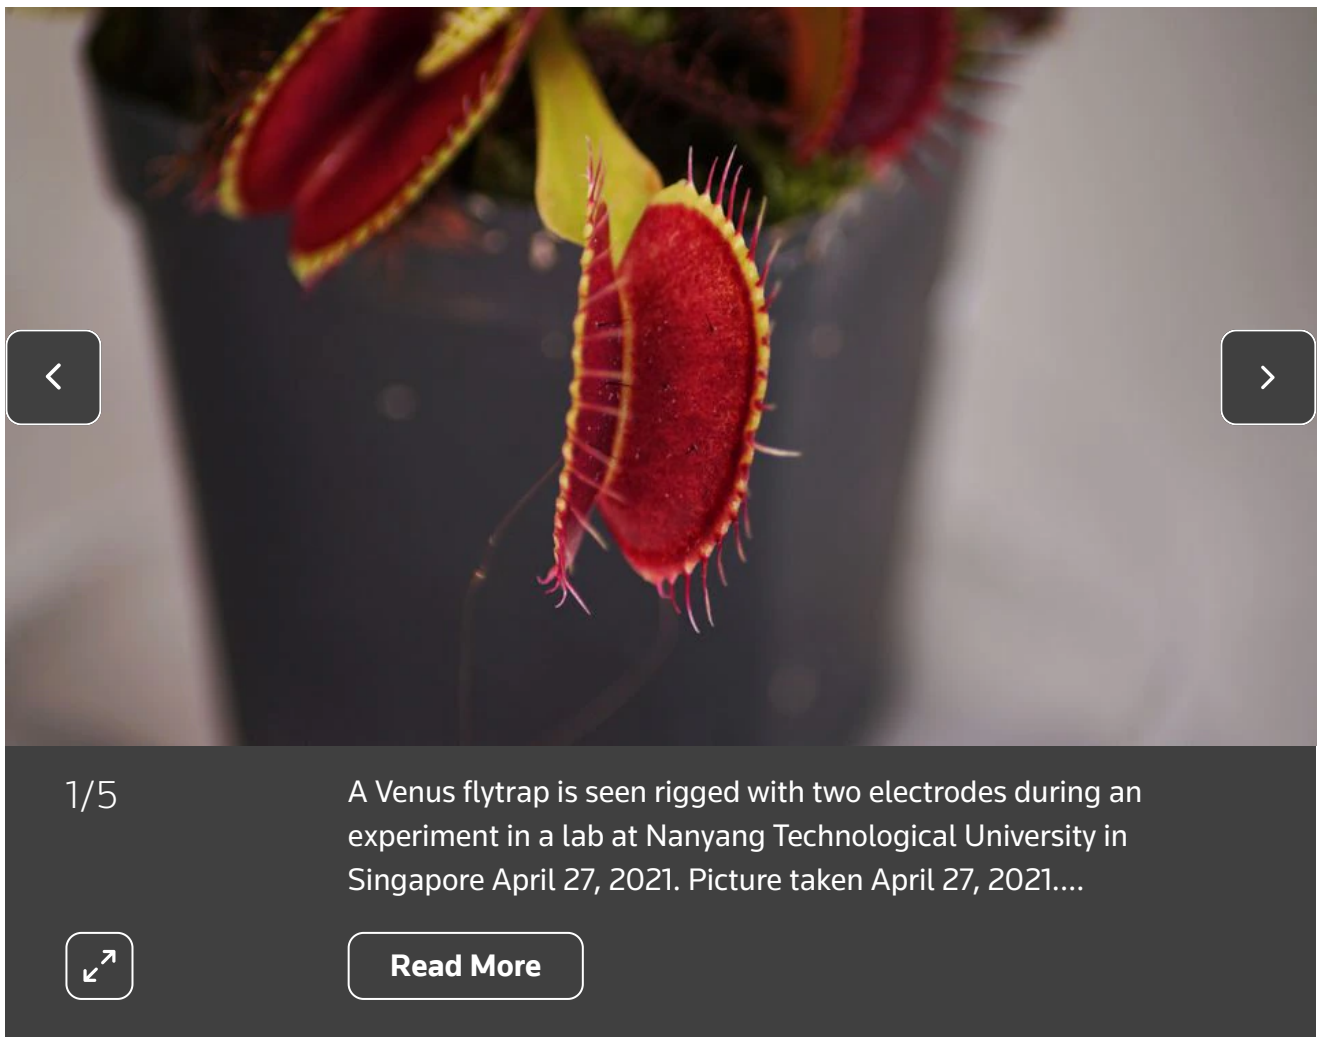 1/5
A Venus flytrap is seen rigged with two electrodes during an
experiment in a lab at Nanyang Technological University in
Singapore April 27, 2021. Picture taken April 27, 2021....
Read More